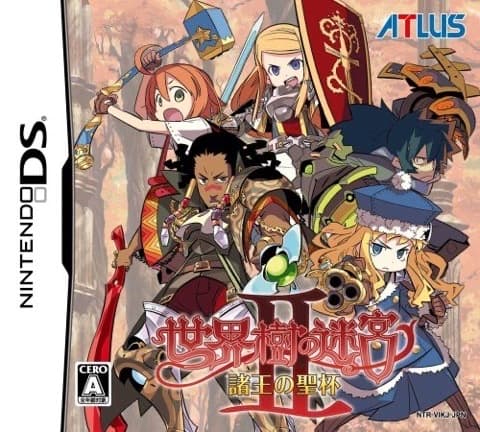 ATLUS
NINTENDO DS
世界樹の迷宮
II
諸王の聖杯
CERO
A
NTR-VIKJ-JPN